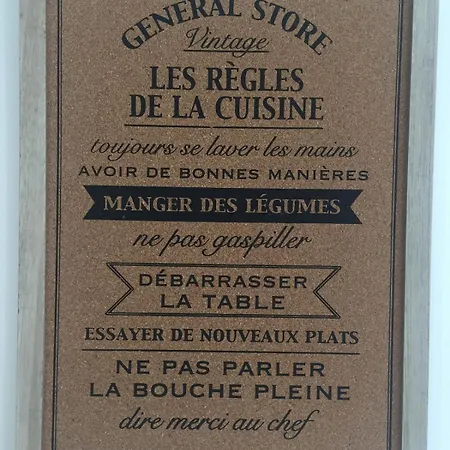 GENERAL STORE
Vintage
LES RÈGLES
DE LA CUISINE
toujours se laver les mains
AVOIR DE BONNES MANIÈRES
MANGER DES LÉGUMES
ne pas gaspiller
DÉBARRASSER
LA TABLE
ESSAYER DE NOUVEAUX PLATS
NE PAS PARLER
LA BOUCHE PLEINE
dire merci au chef